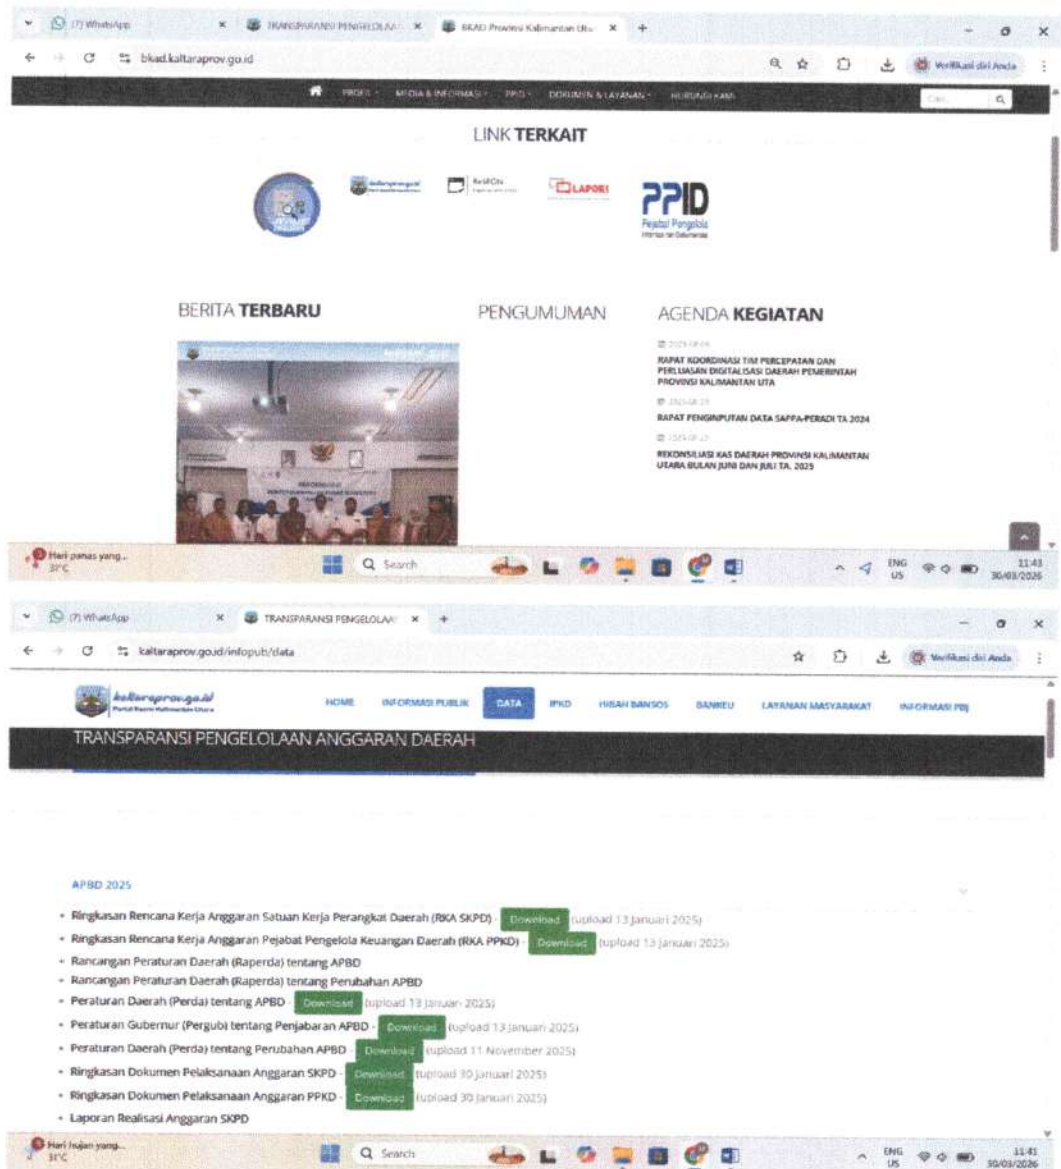 (7) WhatsApp
TRANSPARANSI PENGELOLAA
BKAD Provinsi Kalimantan Uta
bkad.kaltaraprov.go.id
Verifikasi diri Anda
PROFIL MEDIA & INFORMASI PPID DOKUMEN & LAYANAN HUBUNGI KAMI
Cari...
LINK TERKAIT
kaltaraprov.go.id
LAPOR!
PPID
Pejabat Pengelola
Informasi dan Dokumentasi
BERITA TERBARU
PENGUMUMAN
AGENDA KEGIATAN
RAPAT KOORDINASI TIM PERCEPATAN DAN
PERLUASAN DIGITALISASI DAERAH PEMERINTAH
PROVINSI KALIMANTAN UTA
RAPAT PENGINPUTAN DATA SAPPA-PERADI TA 2024
REKONSILIASI KAS DAERAH PROVINSI KALIMANTAN
UTARA BULAN JUNI DAN JULI TA. 2025
Hari panas yang...
31°C
Search
ENG
US
11:43
30/03/2026
(7) WhatsApp
TRANSPARANSI PENGELOLAA
kaltaraprov.go.id/infopub/data
Verifikasi diri Anda
kaltaraprov.go.id
Portal Resmi Kalimantan Utara
HOME INFORMASI PUBLIK DATA IPKD HIBAH BANSOS BANKEU LAYANAN MASYARAKAT INFORMASI PBJ
TRANSPARANSI PENGELOLAAN ANGGARAN DAERAH
APBD 2025
Ringkasan Rencana Kerja Anggaran Satuan Kerja Perangkat Daerah (RKA SKPD) - Download (upload 13 Januari 2025)
Ringkasan Rencana Kerja Anggaran Pejabat Pengelola Keuangan Daerah (RKA PPKD) - Download (upload 13 Januari 2025)
Rancangan Peraturan Daerah (Raperda) tentang APBD
Rancangan Peraturan Daerah (Raperda) tentang Perubahan APBD
Peraturan Daerah (Perda) tentang APBD - Download (upload 13 Januari 2025)
Peraturan Gubernur (Pergub) tentang Penjabaran APBD - Download (upload 13 Januari 2025)
Peraturan Daerah (Perda) tentang Perubahan APBD - Download (upload 11 November 2025)
Ringkasan Dokumen Pelaksanaan Anggaran SKPD - Download (upload 30 Januari 2025)
Ringkasan Dokumen Pelaksanaan Anggaran PPKD - Download (upload 30 Januari 2025)
Laporan Realisasi Anggaran SKPD
Hari hujan yang...
31°C
Search
ENG
US
11:41
30/03/2026